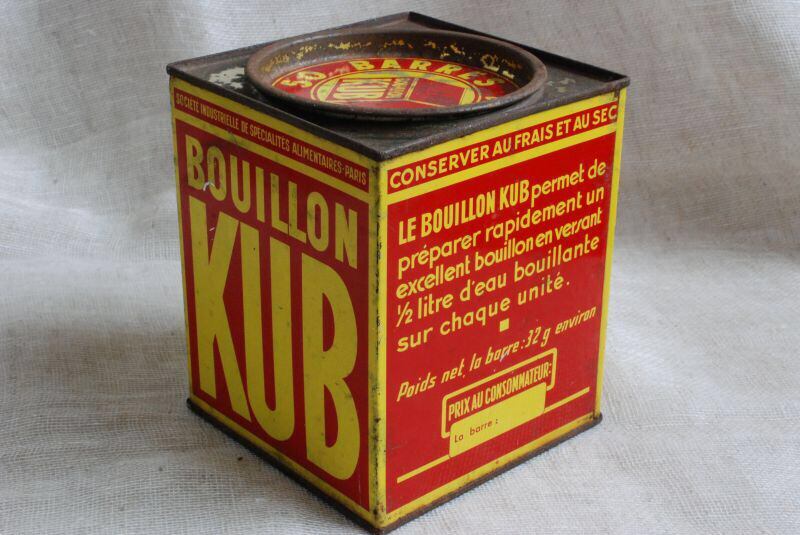 50 BARRES
KUB
SOCIÉTÉ INDUSTRIELLE DE SPÉCIALITÉS ALIMENTAIRES-PARIS
BOUILLON
KUB
CONSERVER AU FRAIS ET AU SEC
LE BOUILLON KUB permet de
préparer rapidement un
excellent bouillon en versant
1/2 litre d'eau bouillante
sur chaque unité.
Poids net, la barre: 32 g environ
PRIX AU CONSOMMATEUR:
La barre :